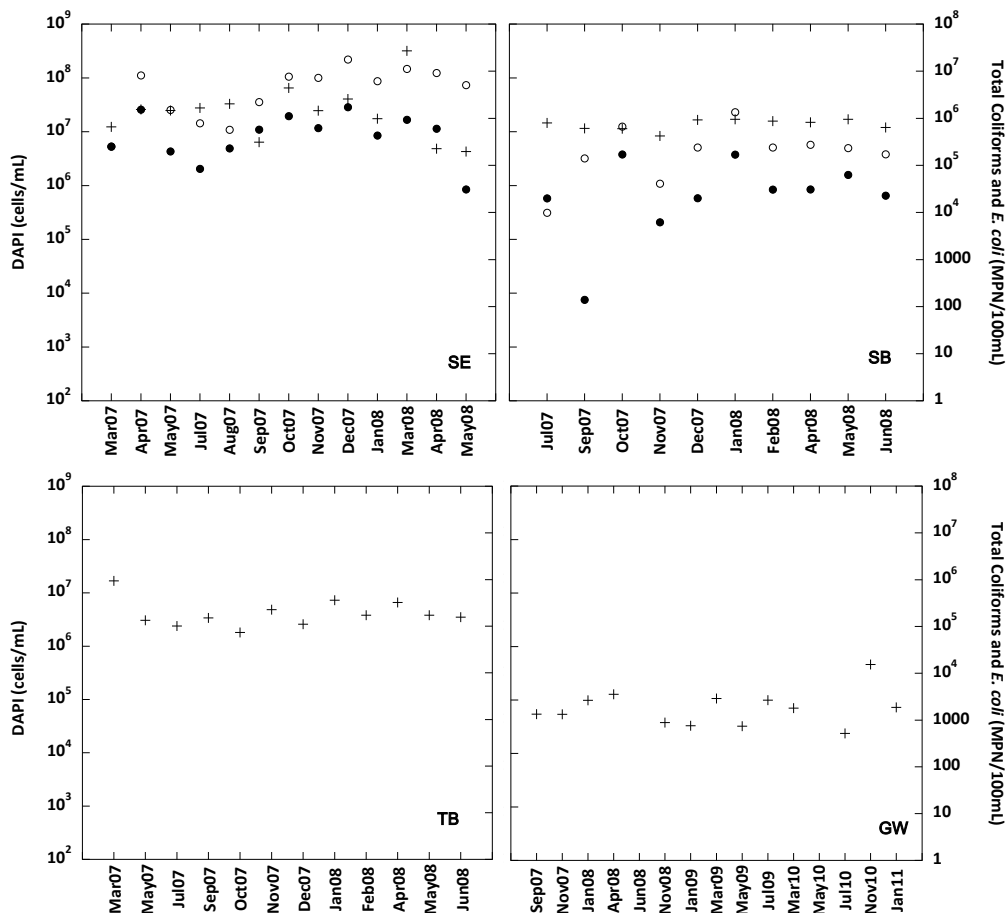 10⁹
10⁸
10⁷
10⁶
10⁵
10⁴
10³
10²
DAPI (cells/mL)
SE
Mar07
Apr07
May07
Jul07
Aug07
Sep07
Oct07
Nov07
Dec07
Jan08
Mar08
Apr08
May08
10⁸
10⁷
10⁶
10⁵
10⁴
1000
100
10
1
Total Coliforms and E. coli (MPN/100mL)
SB
Jul07
Sep07
Oct07
Nov07
Dec07
Jan08
Feb08
Apr08
May08
Jun08
10⁹
10⁸
10⁷
10⁶
10⁵
10⁴
10³
10²
DAPI (cells/mL)
TB
Mar07
May07
Jul07
Sep07
Oct07
Nov07
Dec07
Jan08
Feb08
Apr08
May08
Jun08
10⁸
10⁷
10⁶
10⁵
10⁴
1000
100
10
1
Total Coliforms and E. coli (MPN/100mL)
GW
Sep07
Nov07
Jan08
Apr08
Jun08
Nov08
Jan09
Mar09
May09
Jul09
Mar10
May10
Jul10
Nov10
Jan11